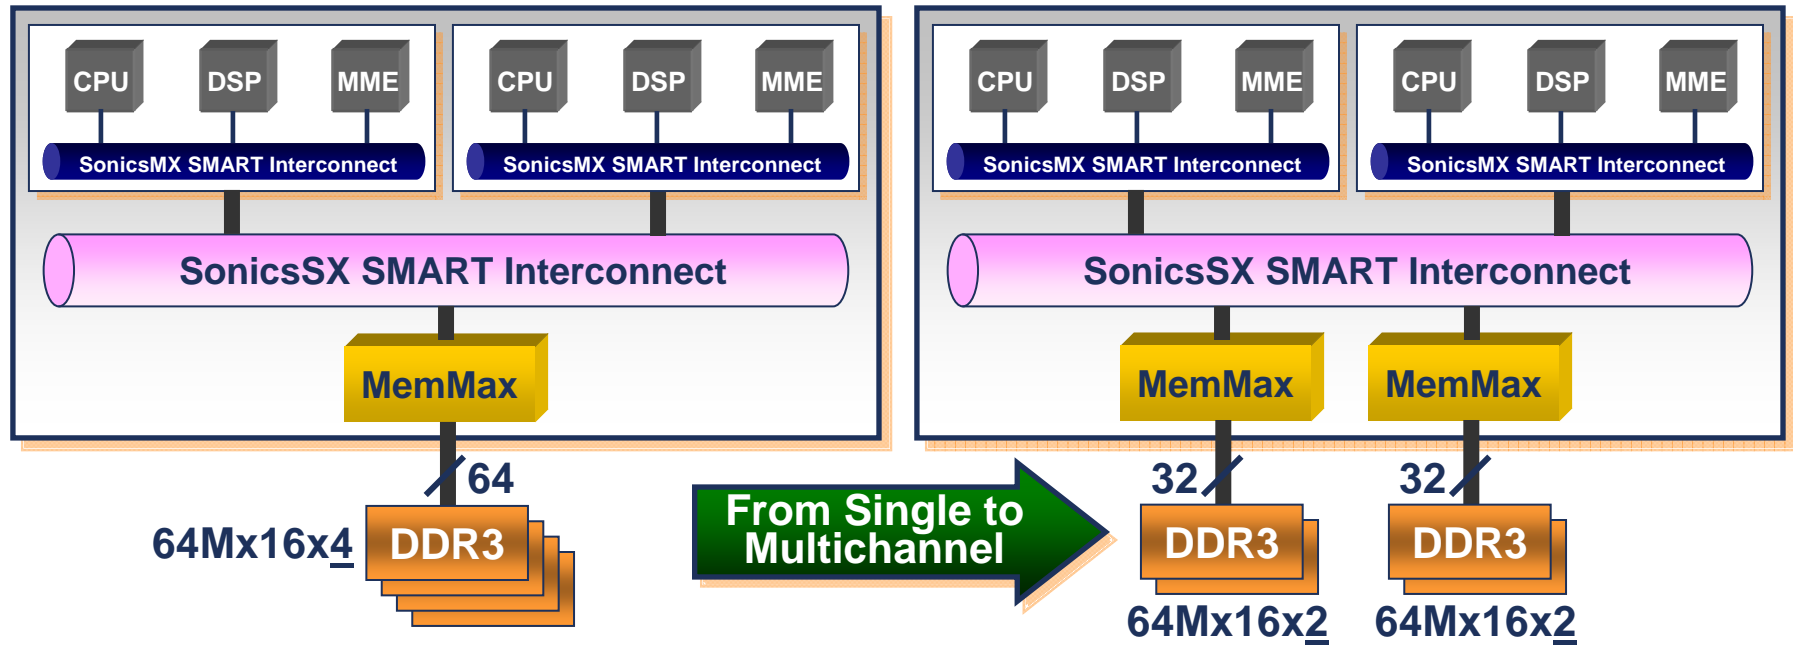 CPU DSP MME
SonicsMX SMART Interconnect
CPU DSP MME
SonicsMX SMART Interconnect
SonicsSX SMART Interconnect
MemMax
64
64Mx16x4
DDR3
From Single to
Multichannel
CPU DSP MME
SonicsMX SMART Interconnect
CPU DSP MME
SonicsMX SMART Interconnect
SonicsSX SMART Interconnect
MemMax
MemMax
32
32
DDR3
DDR3
64Mx16x2
64Mx16x2